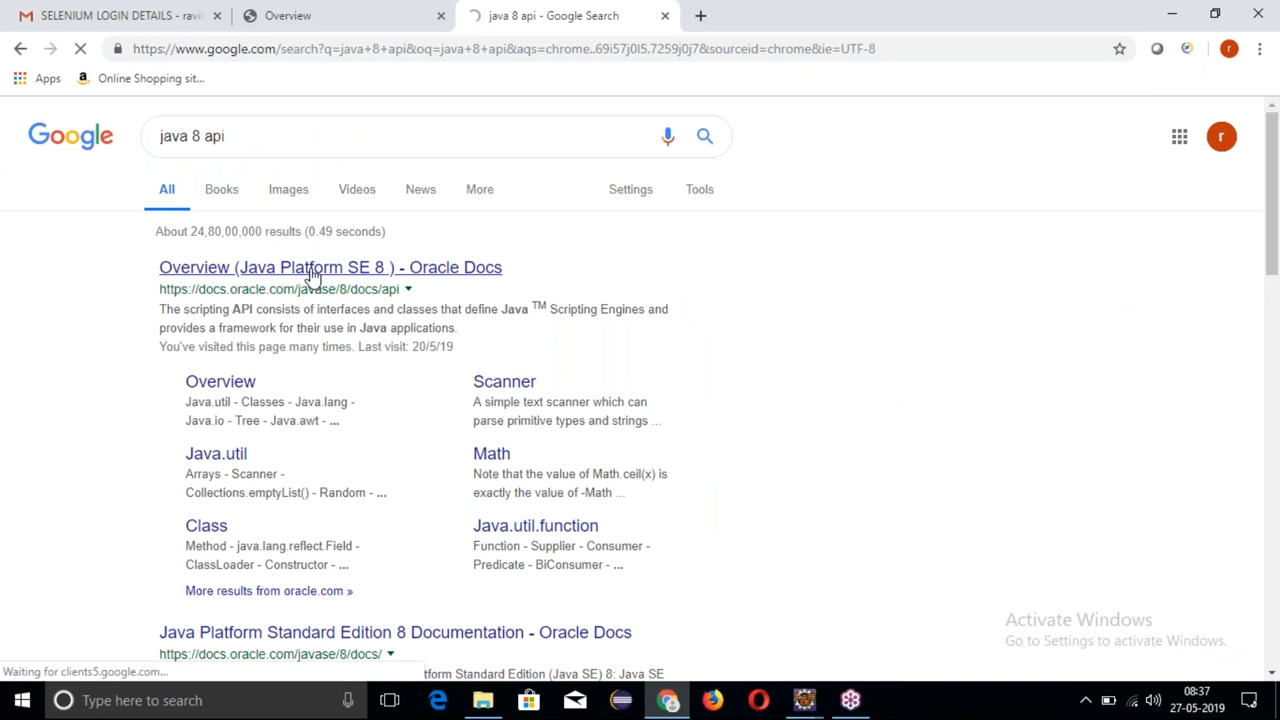 SELENIUM LOGIN DETAILS - ravil
Overview
java 8 api - Google Search
https://www.google.com/search?q=java+8+api&oq=java+8+api&aqs=chrome..69i57j0l5.7259j0j7&sourceid=chrome&ie=UTF-8
r
Apps
Online Shopping sit...
Google
java 8 api
r
All
Books
Images
Videos
News
More
Settings
Tools
About 24,80,00,000 results (0.49 seconds)
Overview (Java Platform SE 8 ) - Oracle Docs
https://docs.oracle.com/javase/8/docs/api
The scripting API consists of interfaces and classes that define Java TM Scripting Engines and
provides a framework for their use in Java applications.
You've visited this page many times. Last visit: 20/5/19
Overview
Java.util - Classes - Java.lang -
Java.io - Tree - Java.awt - ...
Scanner
A simple text scanner which can
parse primitive types and strings ...
Java.util
Arrays - Scanner -
Collections.emptyList() - Random - ...
Math
Note that the value of Math.ceil(x) is
exactly the value of -Math ...
Class
Method - java.lang.reflect.Field -
ClassLoader - Constructor - ...
Java.util.function
Function - Supplier - Consumer -
Predicate - BiConsumer - ...
More results from oracle.com »
Java Platform Standard Edition 8 Documentation - Oracle Docs
https://docs.oracle.com/javase/8/docs/
tform Standard Edition (Java SE) 8: Java SE
Activate Windows
Go to Settings to activate Windows.
Waiting for clients5.google.com...
Type here to search
08:37
27-05-2019